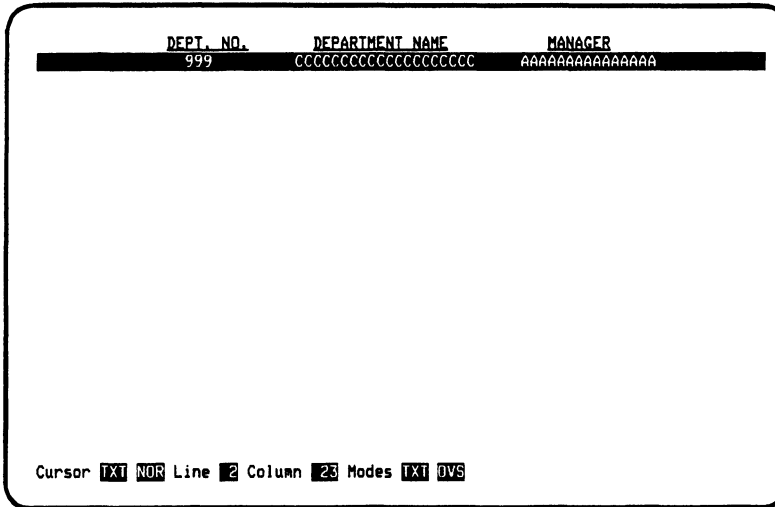 DEPT. NO. DEPARTMENT NAME MANAGER
999 CCCCCCCCCCCCCCCCCCCC AAAAAAAAAAAAAAA
Cursor TXT NOR Line 2 Column 23 Modes TXT OVS